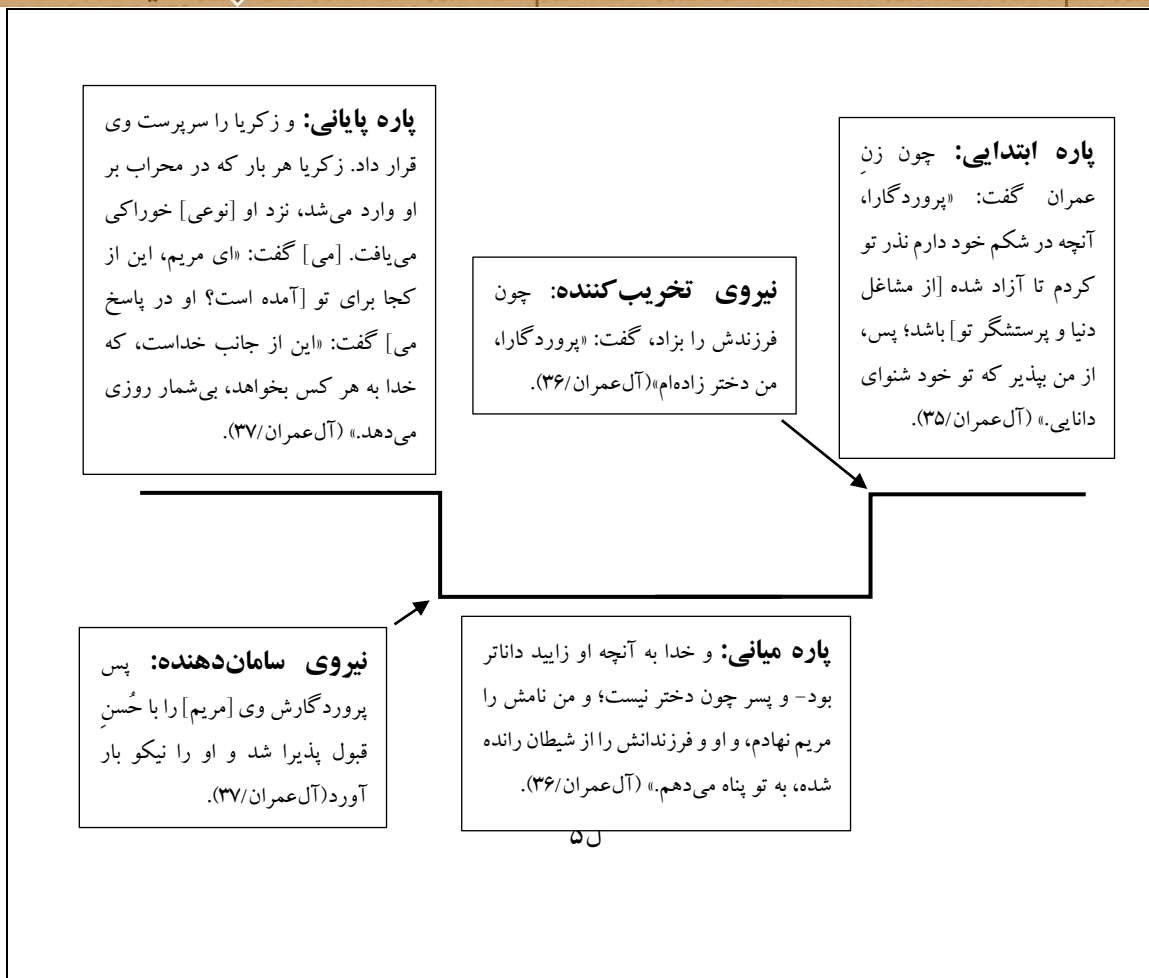 پاره ابتدایی: چون زنِ
عمران گفت: «پروردگارا،
آنچه در شکم خود دارم نذر تو
کردم تا آزاد شده [از مشاغل
دنیا و پرستشگر تو] باشد؛ پس،
از من بپذیر که تو خود شنوای
دانایی.» (آل‌عمران/۳۵).
نیروی تخریب‌کننده: چون
فرزندش را بزاد، گفت: «پروردگارا،
من دختر زاده‌ام»(آل‌عمران/۳۶).
پاره میانی: و خدا به آنچه او زایید داناتر
بود- و پسر چون دختر نیست؛ و من نامش را
مریم نهادم، و او و فرزندانش را از شیطان رانده
شده، به تو پناه می‌دهم.» (آل‌عمران/۳۶).
نیروی سامان‌دهنده: پس
پروردگارش وی [مریم] را با حُسنِ
قبول پذیرا شد و او را نیکو بار
آورد(آل‌عمران/۳۷).
پاره پایانی: و زکریا را سرپرست وی
قرار داد. زکریا هر بار که در محراب بر
او وارد می‌شد، نزد او [نوعی] خوراکی
می‌یافت. [می] گفت: «ای مریم، این از
کجا برای تو [آمده است؟ او در پاسخ
می] گفت: «این از جانب خداست، که
خدا به هر کس بخواهد، بی‌شمار روزی
می‌دهد.» (آل‌عمران/۳۷).
ل۵